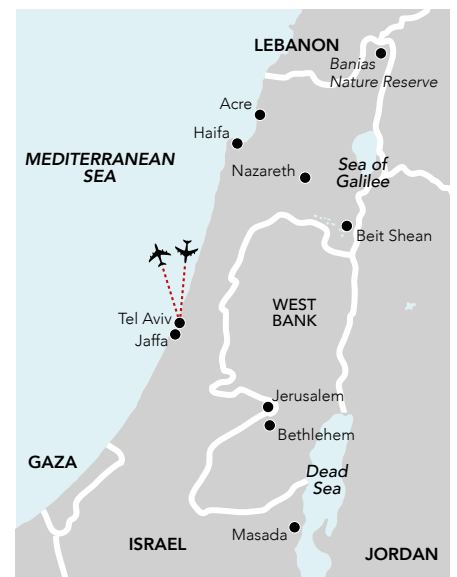 LEBANON
Banias
Nature Reserve
Acre
Haifa
MEDITERRANEAN
SEA
Nazareth
Sea of
Galilee
Beit Shean
WEST
BANK
Tel Aviv
Jaffa
Jerusalem
Bethlehem
GAZA
Dead
Sea
Masada
ISRAEL
JORDAN